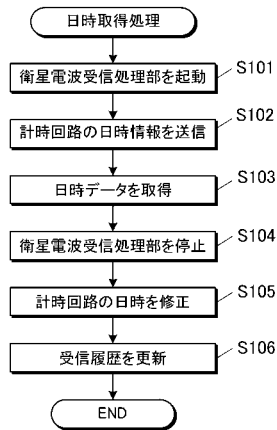 日時取得処理
衛星電波受信処理部を起動
S101
計時回路の日時情報を送信
S102
日時データを取得
S103
衛星電波受信処理部を停止
S104
計時回路の日時を修正
S105
受信履歴を更新
S106
END